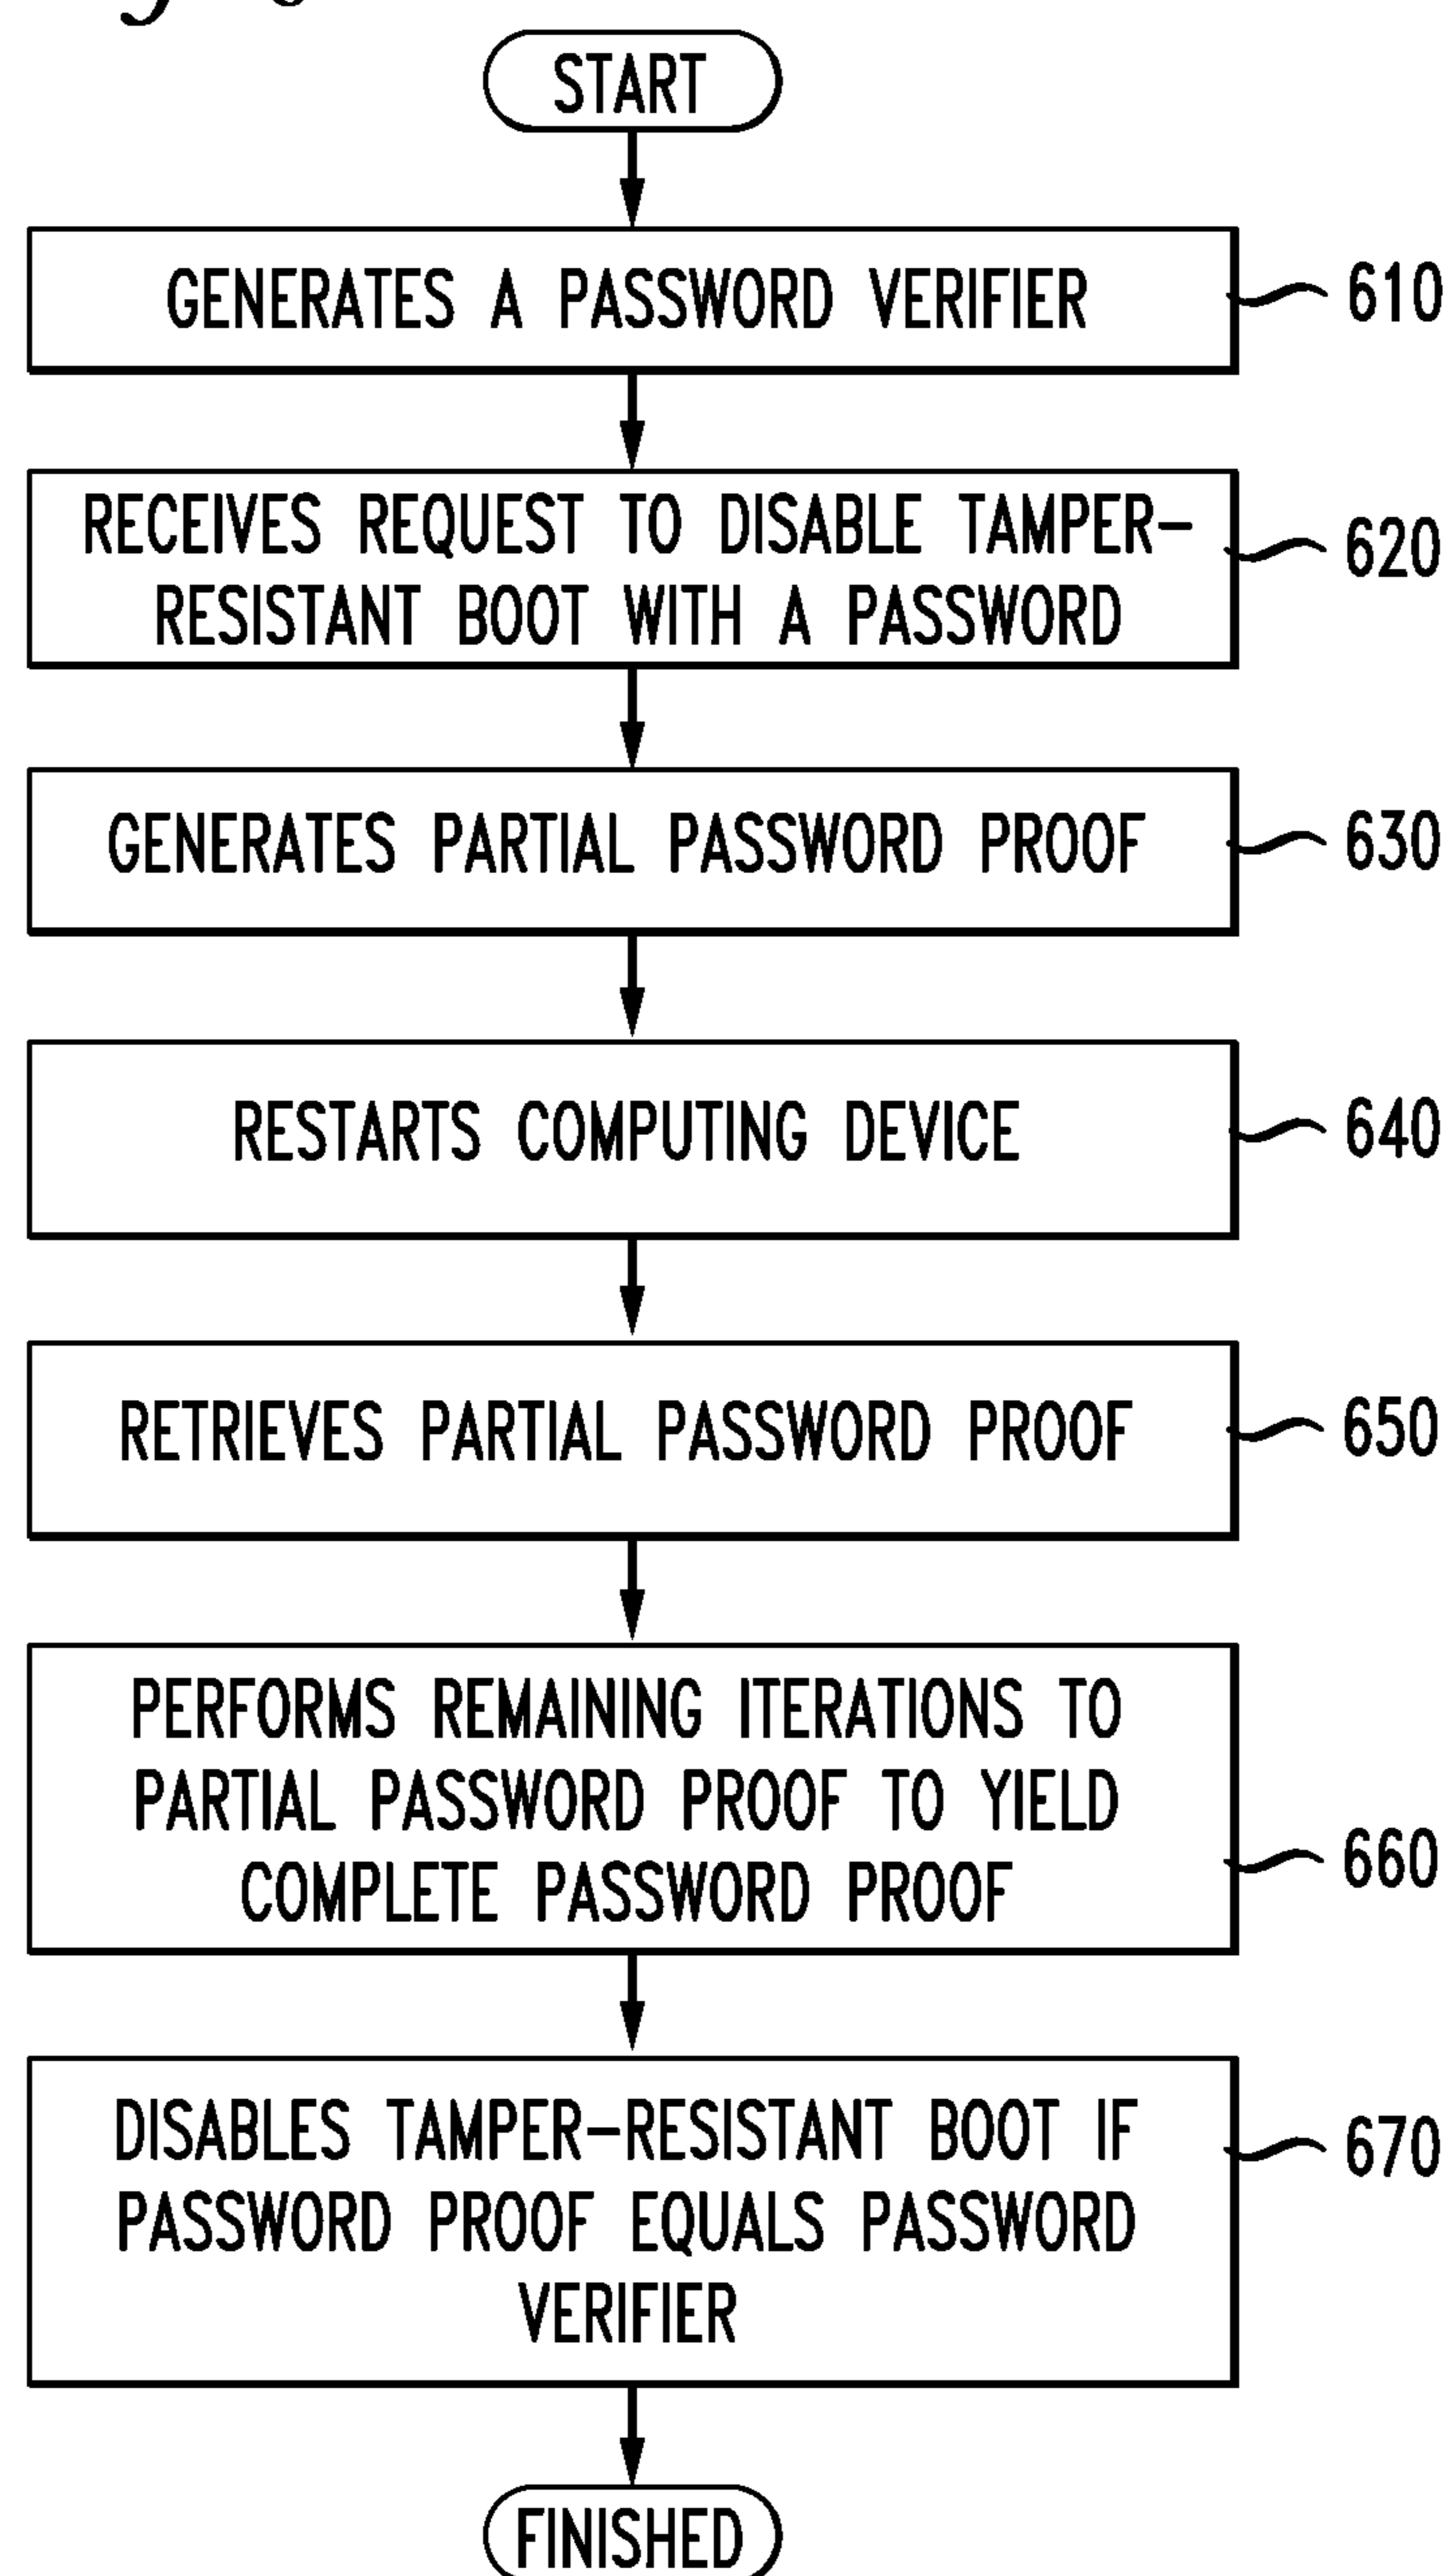 START
GENERATES A PASSWORD VERIFIER
610
RECEIVES REQUEST TO DISABLE TAMPER-
RESISTANT BOOT WITH A PASSWORD
620
GENERATES PARTIAL PASSWORD PROOF
630
RESTARTS COMPUTING DEVICE
640
RETRIEVES PARTIAL PASSWORD PROOF
650
PERFORMS REMAINING ITERATIONS TO
PARTIAL PASSWORD PROOF TO YIELD
COMPLETE PASSWORD PROOF
660
DISABLES TAMPER-RESISTANT BOOT IF
PASSWORD PROOF EQUALS PASSWORD
VERIFIER
670
FINISHED